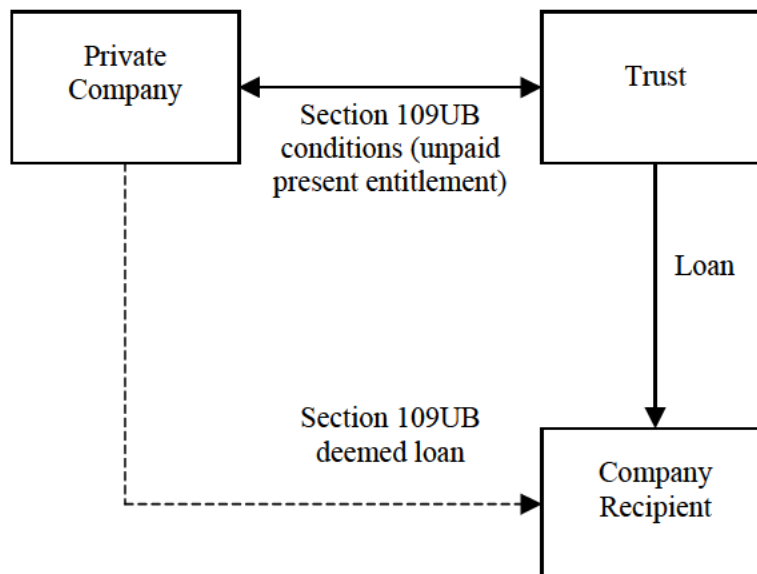 Private
Company
Trust
Section 109UB
conditions (unpaid
present entitlement)
Loan
Section 109UB
deemed loan
Company
Recipient